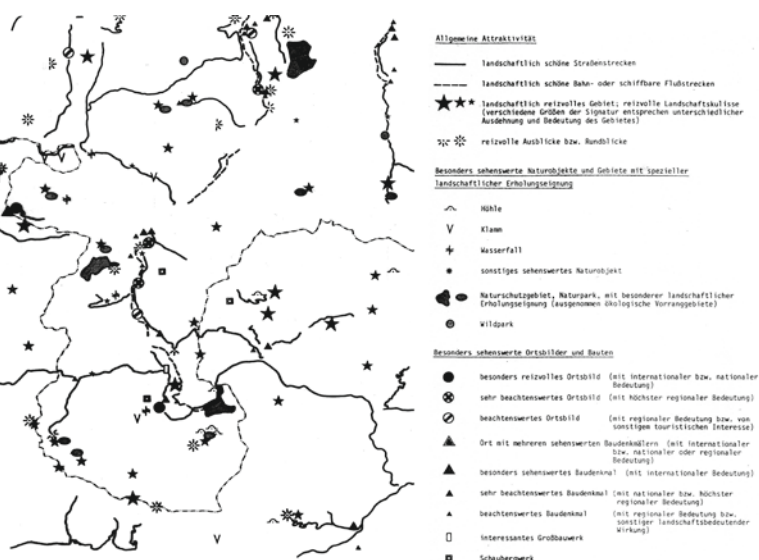 Allgemeine Attraktivität
landschaftlich schöne Straßenstrecken
landschaftlich schöne Bahn- oder schiffbare Flußstrecken
landschaftlich reizvolles Gebiet; reizvolle Landschaftskulisse
(verschiedene Größen der Signatur entsprechen unterschiedlicher
Ausdehnung und Bedeutung des Gebietes)
reizvolle Ausblicke bzw. Rundblicke
Besonders sehenswerte Naturobjekte und Gebiete mit spezieller
landschaftlicher Erholungseignung
Höhle
Klamm
Wasserfall
sonstiges sehenswertes Naturobjekt
Naturschutzgebiet, Naturpark, mit besonderer landschaftlicher
Erholungseignung (ausgenommen ökologische Vorranggebiete)
Wildpark
Besonders sehenswerte Ortsbilder und Bauten
besonders reizvolles Ortsbild (mit internationaler bzw. nationaler
Bedeutung)
sehr beachtenswertes Ortsbild (mit höchster regionaler Bedeutung)
beachtenswertes Ortsbild (mit regionaler Bedeutung bzw. von
sonstigem touristischen Interesse)
Ort mit mehreren sehenswerten Baudenkmälern (mit internationaler
bzw. nationaler oder regionaler
Bedeutung)
besonders sehenswertes Baudenkmal (mit internationaler Bedeutung)
sehr beachtenswertes Baudenkmal (mit nationaler bzw. höchster
regionaler Bedeutung)
beachtenswertes Baudenkmal (mit regionaler Bedeutung bzw.
sonstiger landschaftsbedeutender
Wirkung)
interessantes Großbauwerk
Schaubergwerk